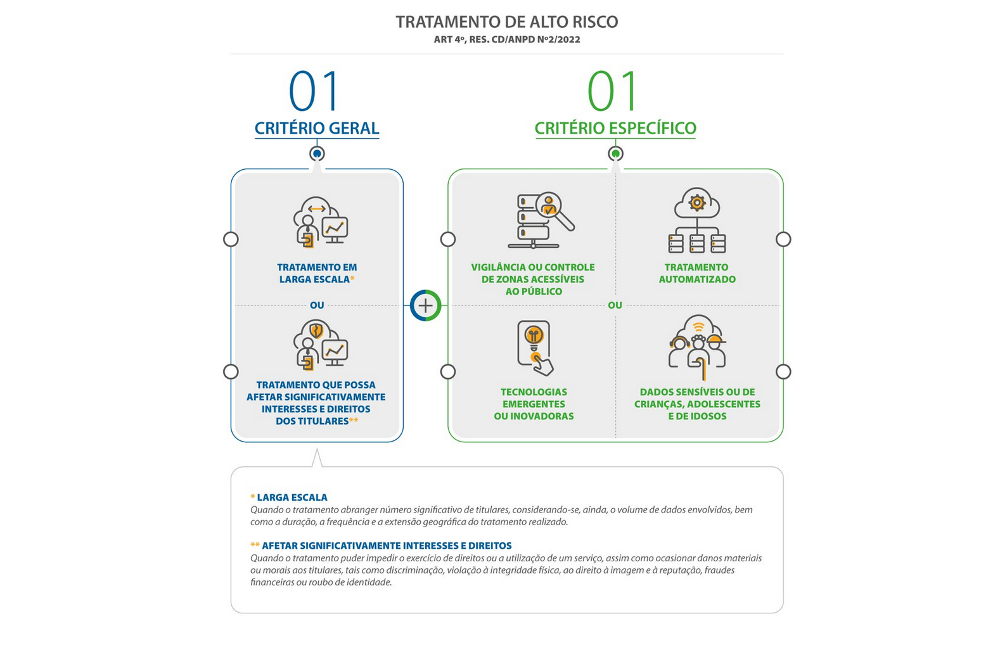 TRATAMENTO DE ALTO RISCO
ART 4º, RES. CD/ANPD Nº2/2022
01
CRITÉRIO GERAL
TRATAMENTO EM
LARGA ESCALA*
OU
TRATAMENTO QUE POSSA
AFETAR SIGNIFICATIVAMENTE
INTERESSES E DIREITOS
DOS TITULARES**
01
CRITÉRIO ESPECÍFICO
VIGILÂNCIA OU CONTROLE
DE ZONAS ACESSÍVEIS
AO PÚBLICO
TRATAMENTO
AUTOMATIZADO
OU
TECNOLOGIAS
EMERGENTES
OU INOVADORAS
DADOS SENSÍVEIS OU DE
CRIANÇAS, ADOLESCENTES
E DE IDOSOS
* LARGA ESCALA
Quando o tratamento abranger número significativo de titulares, considerando-se, ainda, o volume de dados envolvidos, bem
como a duração, a frequência e a extensão geográfica do tratamento realizado.
** AFETAR SIGNIFICATIVAMENTE INTERESSES E DIREITOS
Quando o tratamento puder impedir o exercício de direitos ou a utilização de um serviço, assim como ocasionar danos materiais
ou morais aos titulares, tais como discriminação, violação à integridade física, ao direito à imagem e à reputação, fraudes
financeiras ou roubo de identidade.